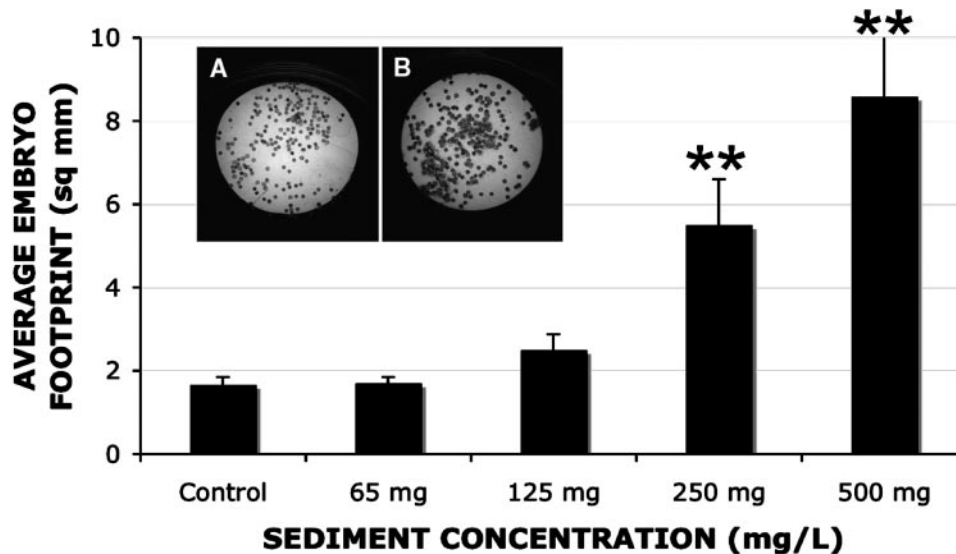 AVERAGE EMBRYO
FOOTPRINT (sq mm)
10
8
6
4
2
0
A
B
**
**
Control
65 mg
125 mg
250 mg
500 mg
SEDIMENT CONCENTRATION (mg/L)